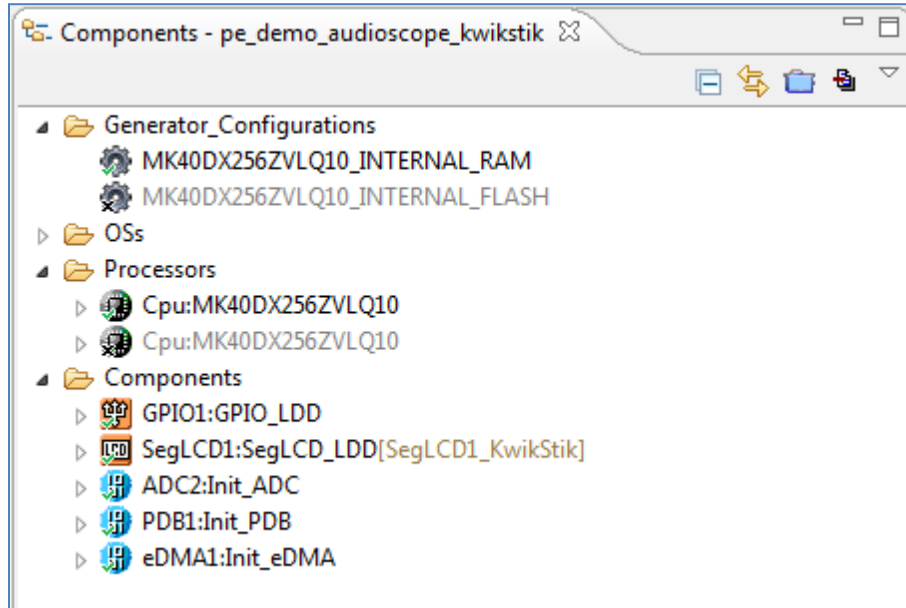 Components - pe_demo_audioscope_kwikstik
Generator_Configurations
MK40DX256ZVLQ10_INTERNAL_RAM
MK40DX256ZVLQ10_INTERNAL_FLASH
OSs
Processors
Cpu:MK40DX256ZVLQ10
Cpu:MK40DX256ZVLQ10
Components
GPIO1:GPIO_LDD
LCD SegLCD1:SegLCD_LDD[SegLCD1_KwikStik]
ADC2:Init_ADC
PDB1:Init_PDB
eDMA1:Init_eDMA